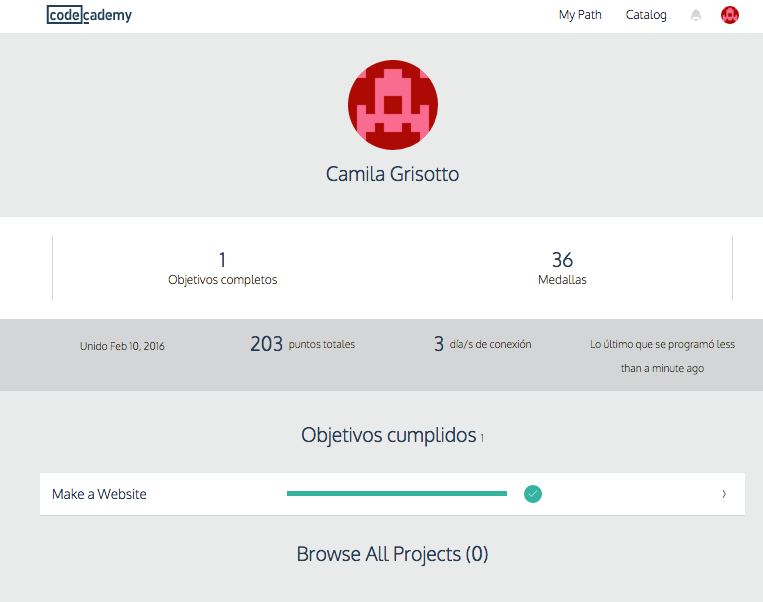 codecademy
My Path Catalog
Camila Grisotto
1
Objetivos completos
36
Medallas
Unido Feb 10, 2016
203 puntos totales
3 día/s de conexión
Lo último que se programó less
than a minute ago
Objetivos cumplidos 1
Make a Website
Browse All Projects (0)